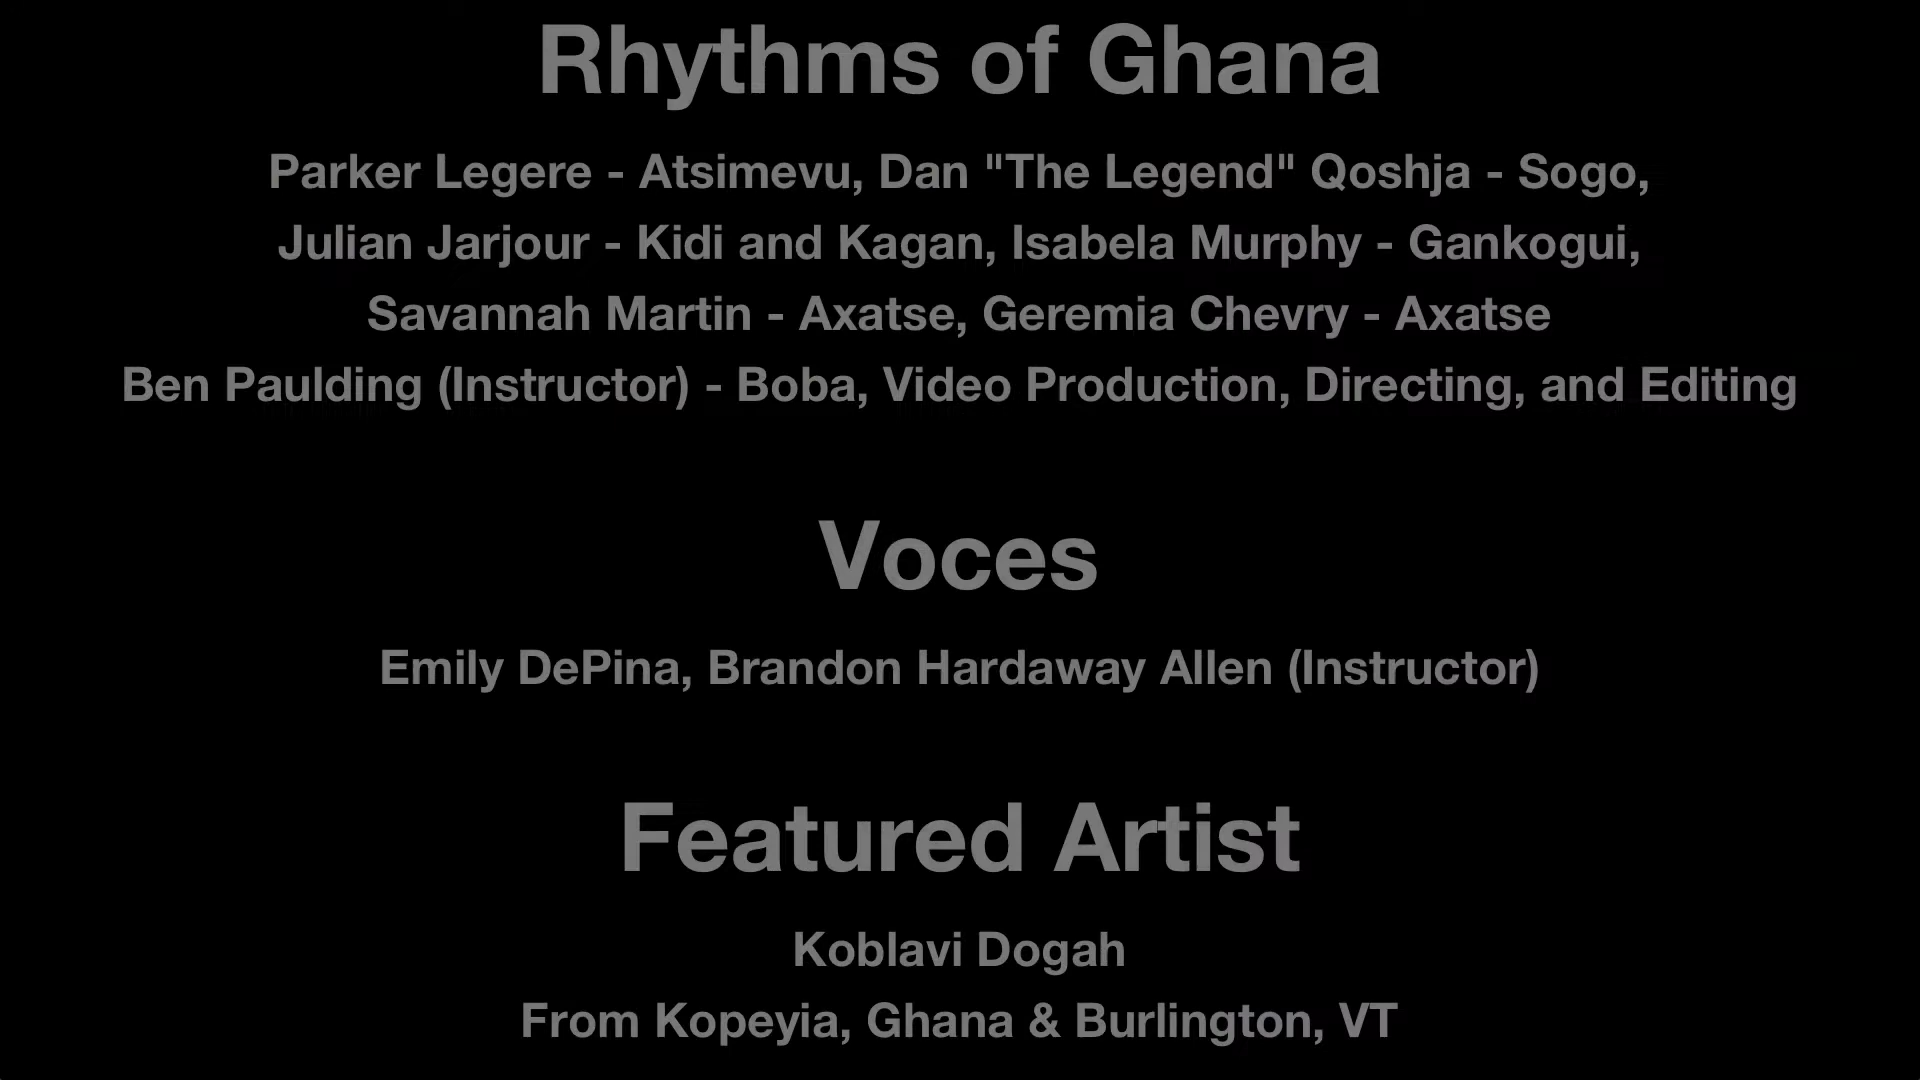 Rhythms of Ghana
Parker Legere - Atsimevu, Dan "The Legend" Qoshja - Sogo,
Julian Jarjour - Kidi and Kagan, Isabela Murphy - Gankogui,
Savannah Martin - Axatse, Geremia Chevry - Axatse
Ben Paulding (Instructor) - Boba, Video Production, Directing, and Editing
Voces
Emily DePina, Brandon Hardaway Allen (Instructor)
Featured Artist
Koblavi Dogah
From Kopeyia, Ghana & Burlington, VT